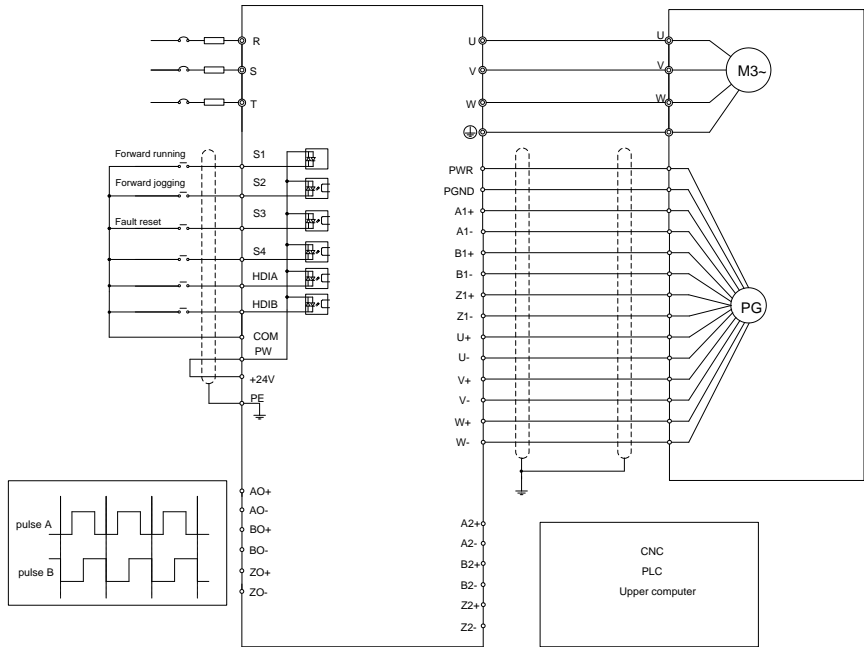 R
S
T
U
V
W
U
V
W
M3~
Forward running
S1
Forward jogging
S2
Fault reset
S3
S4
HDIA
HDIB
COM
PW
+24V
PE
PWR
PGND
A1+
A1-
B1+
B1-
Z1+
Z1-
U+
U-
V+
V-
W+
W-
PG
pulse A
pulse B
AO+
AO-
BO+
BO-
ZO+
ZO-
A2+
A2-
B2+
B2-
Z2+
Z2-
CNC
PLC
Upper computer